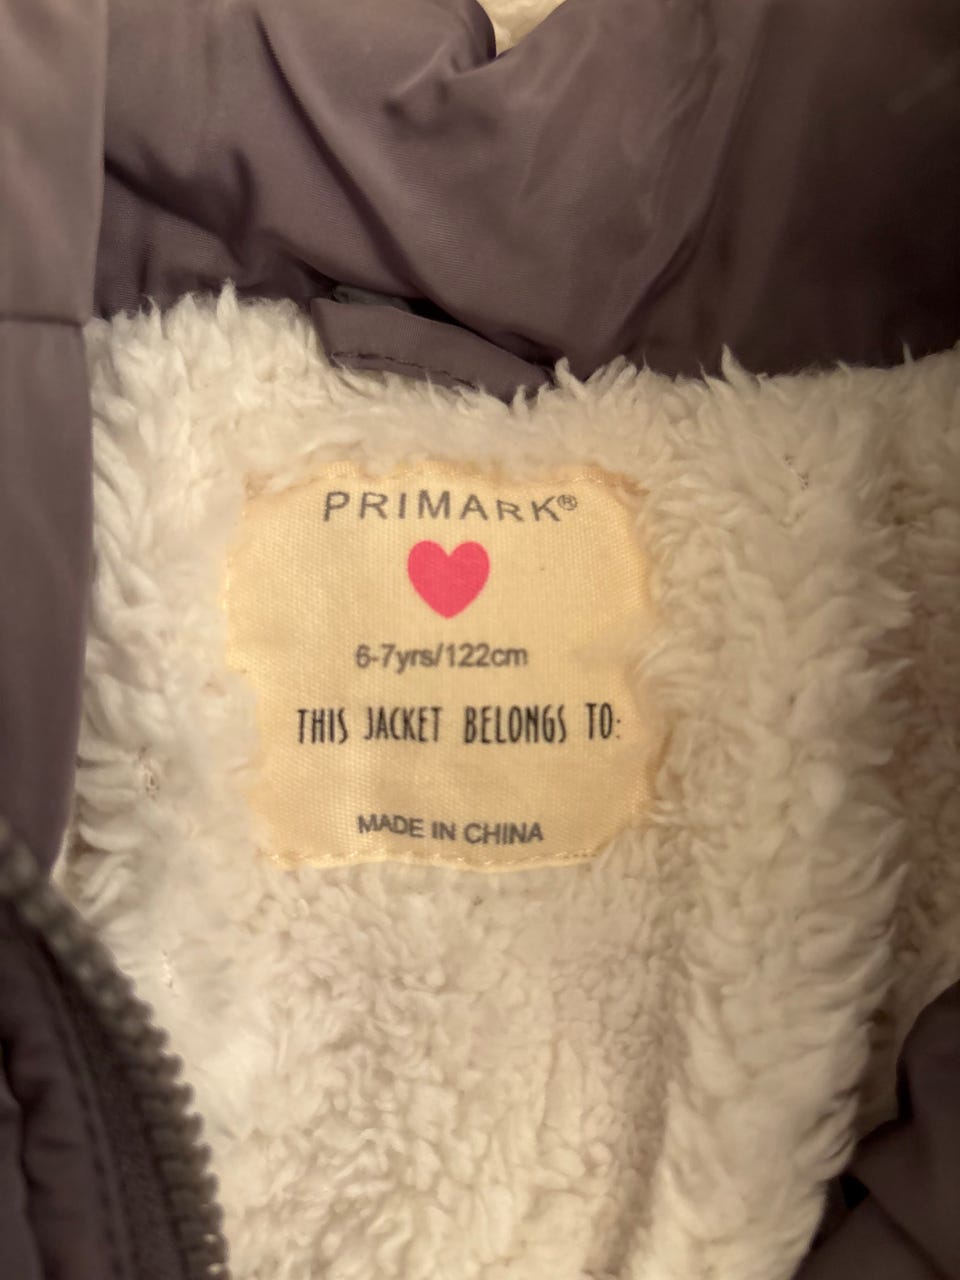 PRIMARK®
6-7yrs/122cm
THIS JACKET BELONGS TO:
MADE IN CHINA